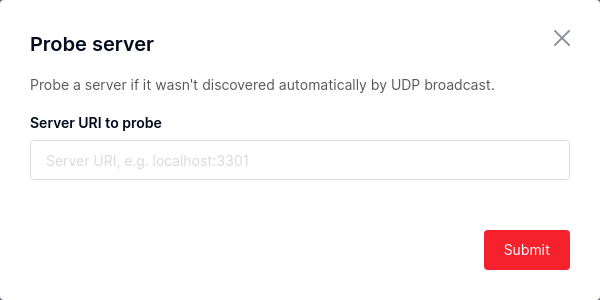 Probe server
Probe a server if it wasn't discovered automatically by UDP broadcast.
Server URI to probe
Server URI, e.g. localhost:3301
Submit